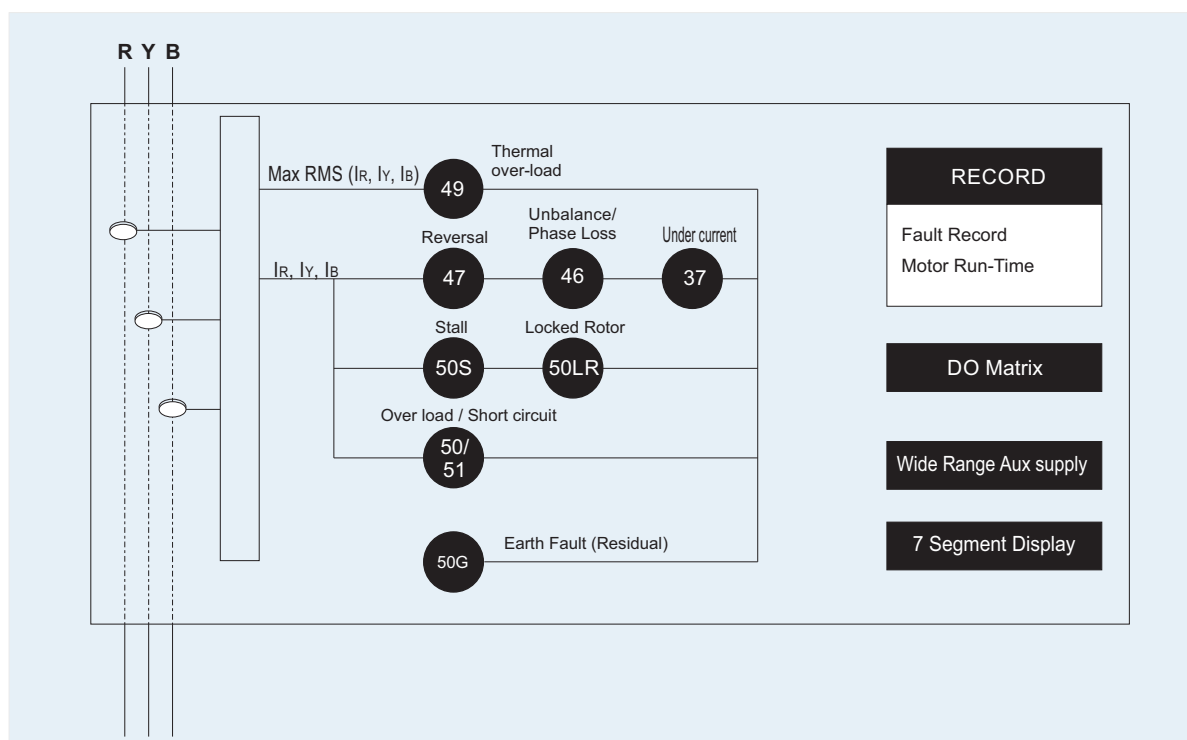 R Y B
Thermal
over-load
Max RMS (IR, IY, IB)
49
Reversal
Unbalance/
Phase Loss
Under current
IR, IY, IB
47
46
37
Stall
Locked Rotor
50S
50LR
Over load / Short circuit
50/
51
Earth Fault (Residual)
50G
RECORD
Fault Record
Motor Run-Time
DO Matrix
Wide Range Aux supply
7 Segment Display